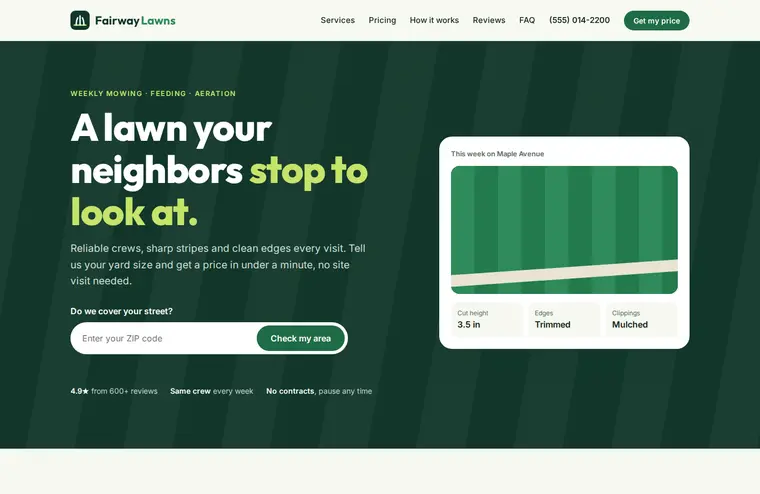 Fairway Lawns
Services Pricing How it works Reviews FAQ (555) 014-2200 Get my price
WEEKLY MOWING · FEEDING · AERATION
A lawn your
neighbors stop to
look at.
Reliable crews, sharp stripes and clean edges every visit. Tell
us your yard size and get a price in under a minute, no site
visit needed.
Do we cover your street?
Enter your ZIP code Check my area
4.9★ from 600+ reviews Same crew every week No contracts, pause any time
This week on Maple Avenue
Cut height Edges Clippings
3.5 in Trimmed Mulched